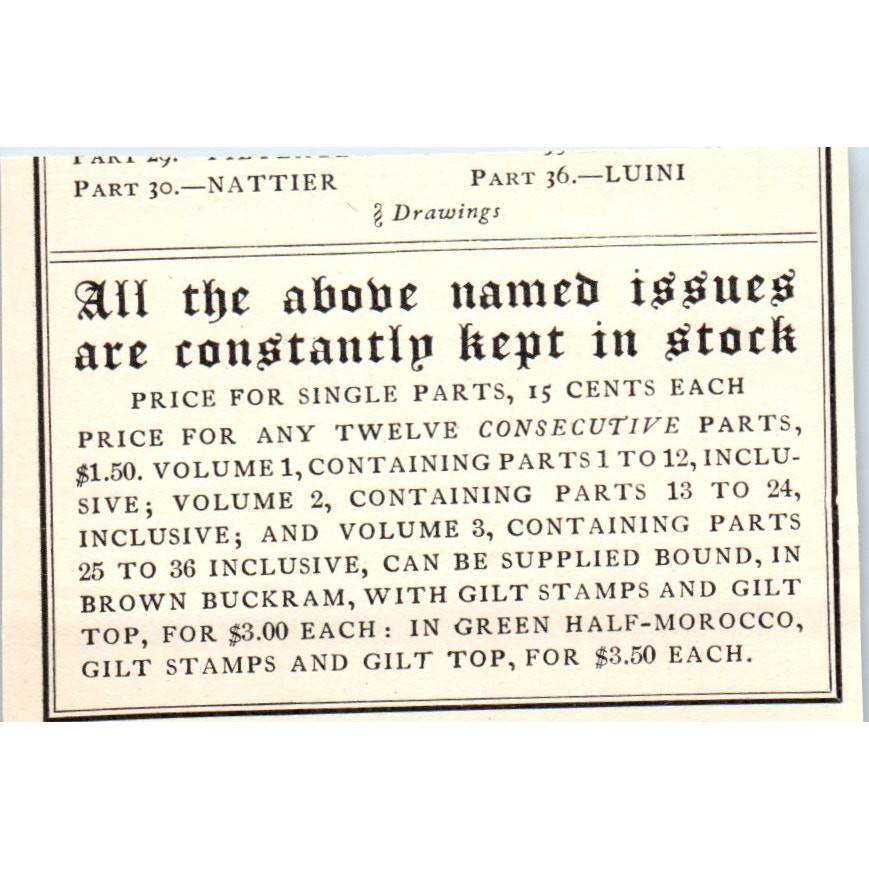 PART 29.
PART 30.—NATTIER PART 36.—LUINI
Drawings
All the above named issues
are constantly kept in stock
PRICE FOR SINGLE PARTS, 15 CENTS EACH
PRICE FOR ANY TWELVE CONSECUTIVE PARTS,
$1.50. VOLUME 1, CONTAINING PARTS 1 TO 12, INCLU-
SIVE; VOLUME 2, CONTAINING PARTS 13 TO 24,
INCLUSIVE; AND VOLUME 3, CONTAINING PARTS
25 TO 36 INCLUSIVE, CAN BE SUPPLIED BOUND, IN
BROWN BUCKRAM, WITH GILT STAMPS AND GILT
TOP, FOR $3.00 EACH: IN GREEN HALF-MOROCCO,
GILT STAMPS AND GILT TOP, FOR $3.50 EACH.